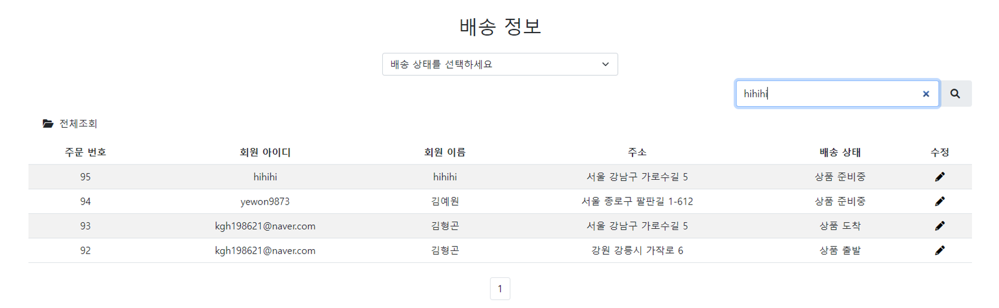 배송 정보
배송 상태를 선택하세요
hihihi
전체조회
주문 번호 회원 아이디 회원 이름 주소 배송 상태 수정
95 hihihi hihihi 서울 강남구 가로수길 5 상품 준비중
94 yewon9873 김예원 서울 종로구 팔판길 1-612 상품 준비중
93 kgh198621@naver.com 김형곤 서울 강남구 가로수길 5 상품 도착
92 kgh198621@naver.com 김형곤 강원 강릉시 가작로 6 상품 출발
1